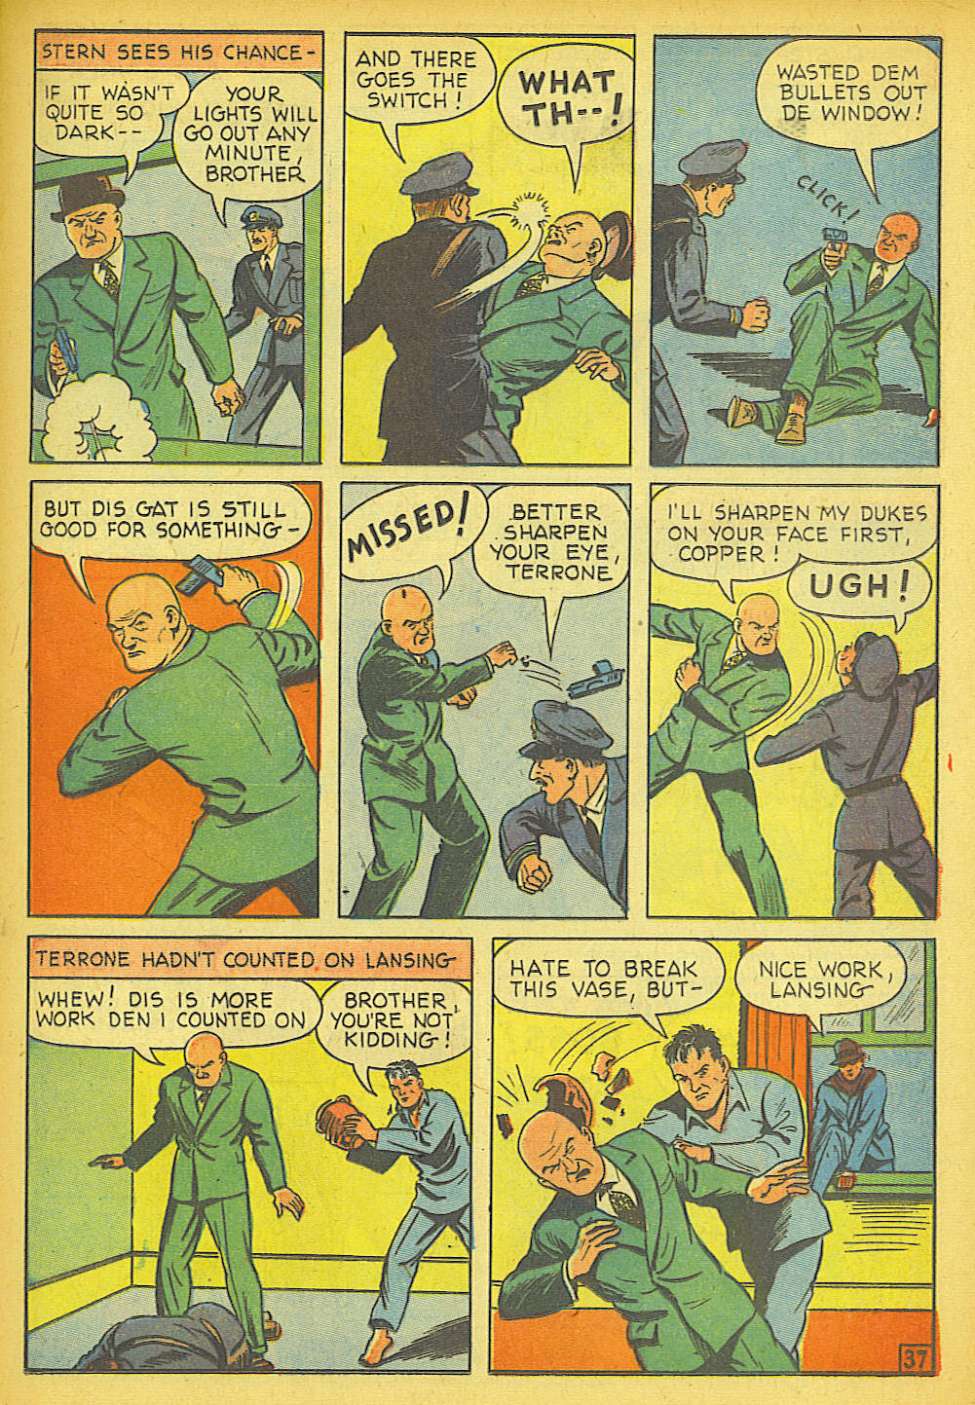 STERN SEES HIS CHANCE-
IF IT WASN'T
QUITE SO
DARK--
YOUR
LIGHTS WILL
GO OUT ANY
MINUTE,
BROTHER
AND THERE
GOES THE
SWITCH!
WHAT
TH--!
WASTED DEM
BULLETS OUT
DE WINDOW!
CLICK!
BUT DIS GAT IS STILL
GOOD FOR SOMETHING-
MISSED!
BETTER
SHARPEN
YOUR EYE,
TERRONE
I'LL SHARPEN MY DUKES
ON YOUR FACE FIRST,
COPPER!
UGH!
TERRONE HADN'T COUNTED ON LANSING-
WHEW! DIS IS MORE
WORK DEN I COUNTED ON
BROTHER,
YOU'RE NOT
KIDDING!
HATE TO BREAK
THIS VASE, BUT-
NICE WORK,
LANSING
37